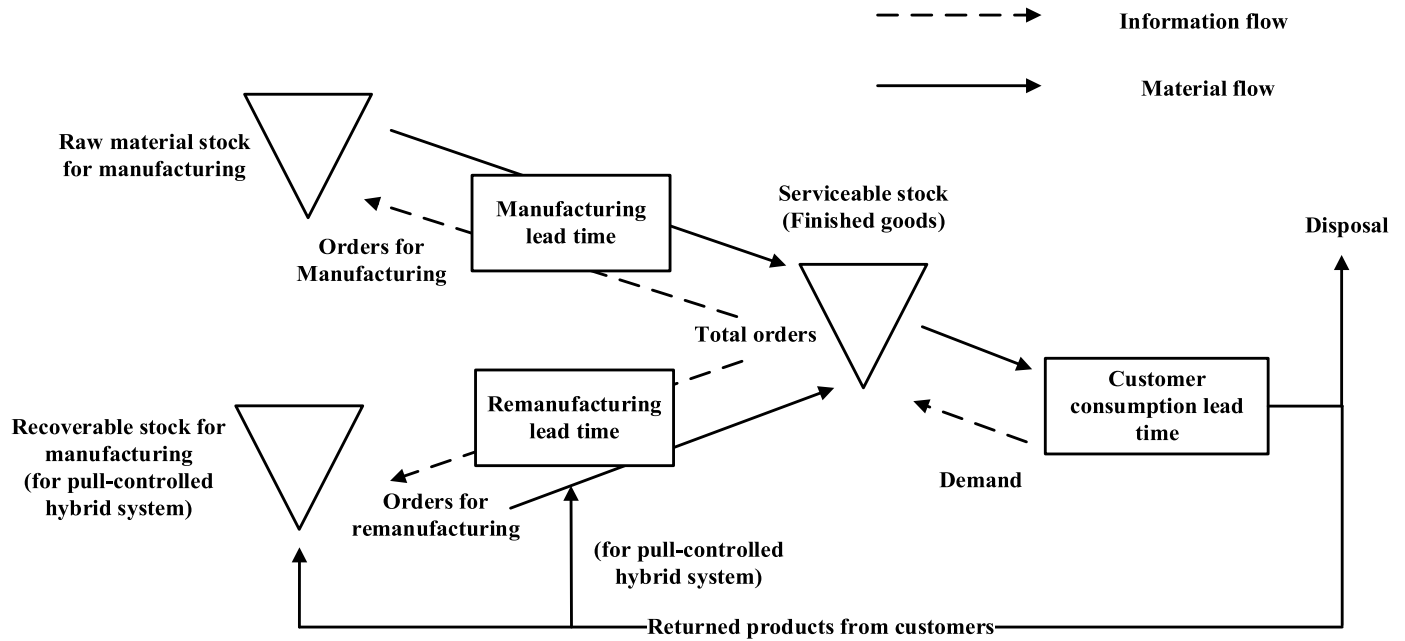 Information flow
Material flow
Raw material stock
for manufacturing
Manufacturing
lead time
Serviceable stock
(Finished goods)
Disposal
Orders for
Manufacturing
Total orders
Customer
consumption lead
time
Remanufacturing
lead time
Recoverable stock for
manufacturing
(for pull-controlled
hybrid system)
Demand
Orders for
remanufacturing
(for pull-controlled
hybrid system)
Returned products from customers